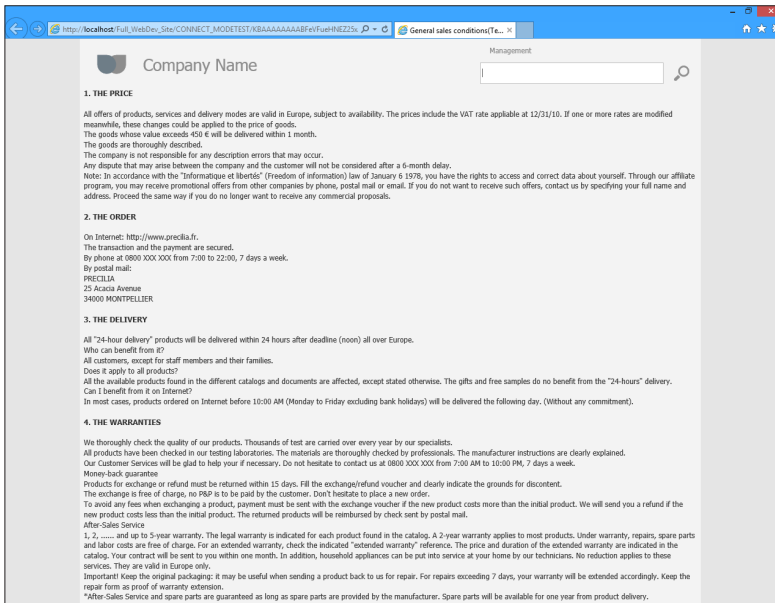 http://localhost/Full_WebDev_Site/CONNECT_MODETEST/KBAAAAAAAABFeVFueHNEZ25x
General sales conditions(Te...
Management
Company Name
1. THE PRICE
All offers of products, services and delivery modes are valid in Europe, subject to availability. The prices include the VAT rate appliable at 12/31/10. If one or more rates are modified
meanwhile, these changes could be applied to the price of goods.
The goods whose value exceeds 450 € will be delivered within 1 month.
The goods are thoroughly described.
The company is not responsible for any description errors that may occur.
Any dispute that may arise between the company and the customer will not be considered after a 6-month delay.
Note: In accordance with the "Informatique et libertés" (Freedom of information) law of January 6 1978, you have the rights to access and correct data about yourself. Through our affiliate
program, you may receive promotional offers from other companies by phone, postal mail or email. If you do not want to receive such offers, contact us by specifying your full name and
address. Proceed the same way if you do no longer want to receive any commercial proposals.
2. THE ORDER
On Internet: http://www.precilia.fr.
The transaction and the payment are secured.
By phone at 0800 XXX XXX from 7:00 to 22:00, 7 days a week.
By postal mail:
PRECILIA
25 Acacia Avenue
34000 MONTPELLIER
3. THE DELIVERY
All "24-hour delivery" products will be delivered within 24 hours after deadline (noon) all over Europe.
Who can benefit from it?
All customers, except for staff members and their families.
Does it apply to all products?
All the available products found in the different catalogs and documents are affected, except stated otherwise. The gifts and free samples do no benefit from the "24-hours" delivery.
Can I benefit from it on Internet?
In most cases, products ordered on Internet before 10:00 AM (Monday to Friday excluding bank holidays) will be delivered the following day. (Without any commitment).
4. THE WARRANTIES
We thoroughly check the quality of our products. Thousands of test are carried over every year by our specialists.
All products have been checked in our testing laboratories. The materials are thoroughly checked by professionals. The manufacturer instructions are clearly explained.
Our Customer Services will be glad to help your if necessary. Do not hesitate to contact us at 0800 XXX XXX from 7:00 AM to 10:00 PM, 7 days a week.
Money-back guarantee
Products for exchange or refund must be returned within 15 days. Fill the exchange/refund voucher and clearly indicate the grounds for discontent.
The exchange is free of charge, no P&P is to be paid by the customer. Don't hesitate to place a new order.
To avoid any fees when exchanging a product, payment must be sent with the exchange voucher if the new product costs more than the initial product. We will send you a refund if the
new product costs less than the initial product. The returned products will be reimbursed by check sent by postal mail.
After-Sales Service
1, 2, ...... and up to 5-year warranty. The legal warranty is indicated for each product found in the catalog. A 2-year warranty applies to most products. Under warranty, repairs, spare parts
and labor costs are free of charge. For an extended warranty, check the indicated "extended warranty" reference. The price and duration of the extended warranty are indicated in the
catalog. Your contract will be sent to you within one month. In addition, household appliances can be put into service at your home by our technicians. No reduction applies to these
services. They are valid in Europe only.
Important! Keep the original packaging: it may be useful when sending a product back to us for repair. For repairs exceeding 7 days, your warranty will be extended accordingly. Keep the
repair form as proof of warranty extension.
*After-Sales Service and spare parts are guaranteed as long as spare parts are provided by the manufacturer. Spare parts will be available for one year from product delivery.